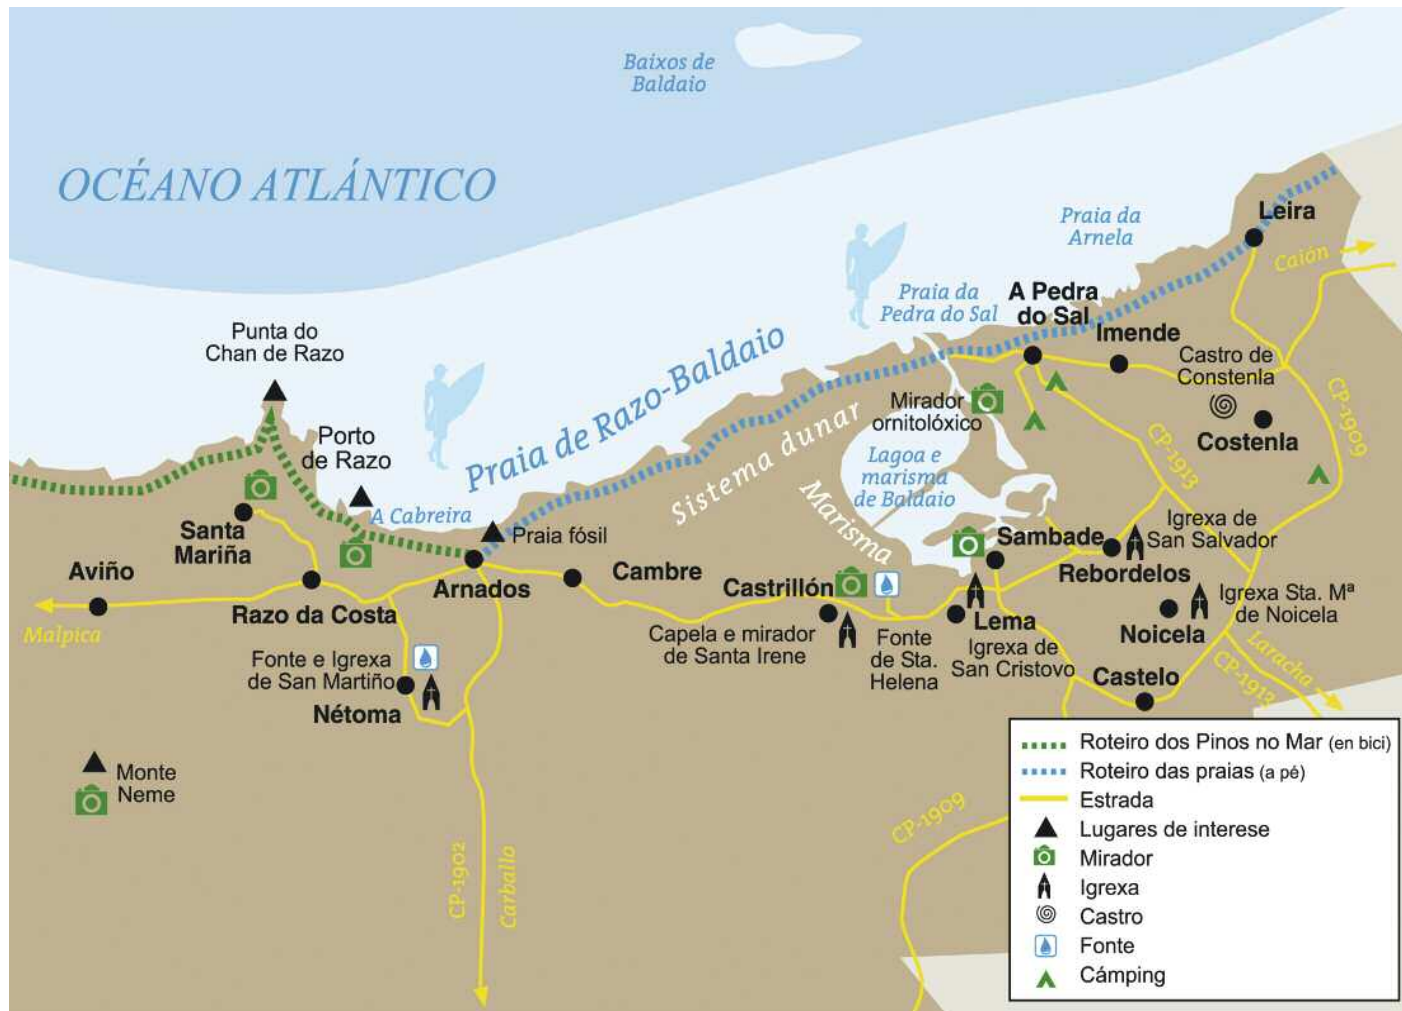 Baixos de
Baldaio
OCÉANO ATLÁNTICO
Leira
Praia da
Arnela
Caión
Praia da
Pedra do Sal
A Pedra
do Sal
Imende
Punta do
Chan de Razo
Praia de Razo-Baldaio
Castro de
Constenla
Costenla
CP-1909
Mirador
ornitolóxico
Porto
de Razo
Sistema dunar
CP-1913
Lagoa e
marisma
de Baldaio
Marisma
A Cabreira
Praia fósil
Santa
Mariña
Sambade
Igrexa de
San Salvador
Rebordelos
Aviño
Malpica
Razo da Costa
Arnados
Cambre
Castrillón
Igrexa Sta. Mª
de Noicela
Noicela
Lema
Capela e mirador
de Santa Irene
Fonte
de Sta.
Helena
Igrexa de
San Cristovo
Fonte e Igrexa
de San Martiño
Nétoma
Castelo
Laracha
CP-1912
Monte
Neme
CP-1902
Carballo
CP-1909
Roteiro dos Pinos no Mar (en bici)
Roteiro das praias (a pé)
Estrada
Lugares de interese
Mirador
Igrexa
Castro
Fonte
Cámping